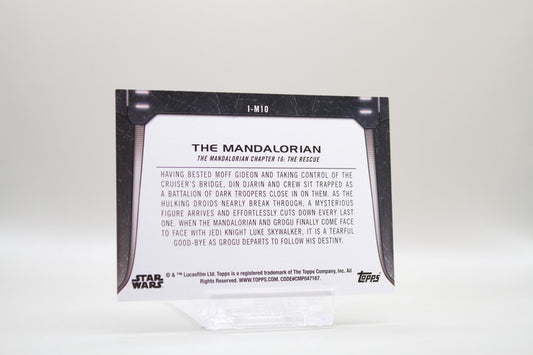 I-M10
THE MANDALORIAN
THE MANDALORIAN CHAPTER 16: THE RESCUE
HAVING BESTED MOFF GIDEON AND TAKING CONTROL OF THE
CRUISER'S BRIDGE, DIN DJARIN AND CREW SIT TRAPPED AS
A BATTALION OF DARK TROOPERS CLOSE IN ON THEM. AS THE
HULKING DROIDS NEARLY BREAK THROUGH, A MYSTERIOUS
FIGURE ARRIVES AND EFFORTLESSLY CUTS DOWN EVERY LAST
ONE. WHEN THE MANDALORIAN AND GROGU FINALLY COME FACE
TO FACE WITH JEDI KNIGHT LUKE SKYWALKER, IT IS A TEARFUL
GOOD-BYE AS GROGU DEPARTS TO FOLLOW HIS DESTINY.
STAR
WARS
© & ™ Lucasfilm Ltd. Topps is a registered trademark of The Topps Company, Inc. All
Rights Reserved. WWW.TOPPS.COM. CODE#CMP047167.
Topps